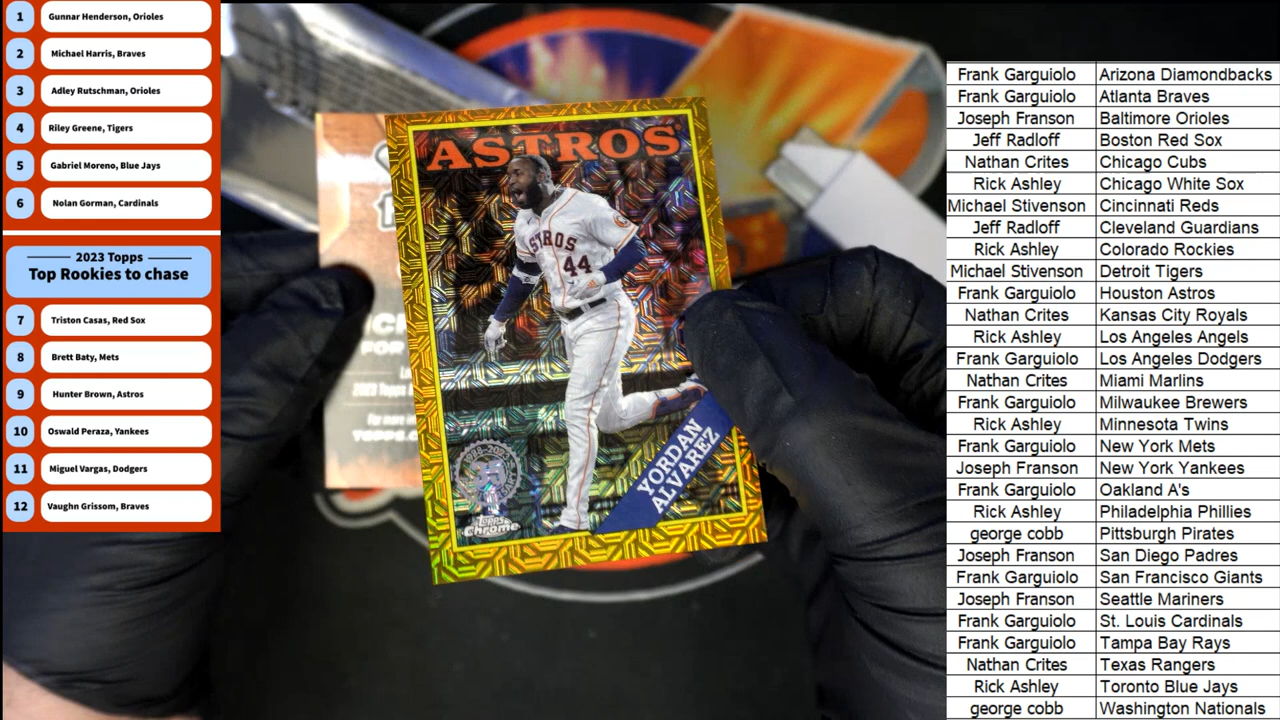 1 Gunnar Henderson, Orioles
2 Michael Harris, Braves
3 Adley Rutschman, Orioles
4 Riley Greene, Tigers
5 Gabriel Moreno, Blue Jays
6 Nolan Gorman, Cardinals
2023 Topps
Top Rookies to chase
7 Triston Casas, Red Sox
8 Brett Baty, Mets
9 Hunter Brown, Astros
10 Oswald Peraza, Yankees
11 Miguel Vargas, Dodgers
12 Vaughn Grissom, Braves
ASTROS
ASTROS
44
YORDAN
ALVAREZ
Topps
Chrome
FOR
2023 Topps
For more
TOPPS.C
Frank Garguiolo Arizona Diamondbacks
Frank Garguiolo Atlanta Braves
Joseph Franson Baltimore Orioles
Jeff Radloff Boston Red Sox
Nathan Crites Chicago Cubs
Rick Ashley Chicago White Sox
Michael Stivenson Cincinnati Reds
Jeff Radloff Cleveland Guardians
Rick Ashley Colorado Rockies
Michael Stivenson Detroit Tigers
Frank Garguiolo Houston Astros
Nathan Crites Kansas City Royals
Rick Ashley Los Angeles Angels
Frank Garguiolo Los Angeles Dodgers
Nathan Crites Miami Marlins
Frank Garguiolo Milwaukee Brewers
Rick Ashley Minnesota Twins
Frank Garguiolo New York Mets
Joseph Franson New York Yankees
Frank Garguiolo Oakland A's
Rick Ashley Philadelphia Phillies
george cobb Pittsburgh Pirates
Joseph Franson San Diego Padres
Frank Garguiolo San Francisco Giants
Joseph Franson Seattle Mariners
Frank Garguiolo St. Louis Cardinals
Frank Garguiolo Tampa Bay Rays
Nathan Crites Texas Rangers
Rick Ashley Toronto Blue Jays
george cobb Washington Nationals